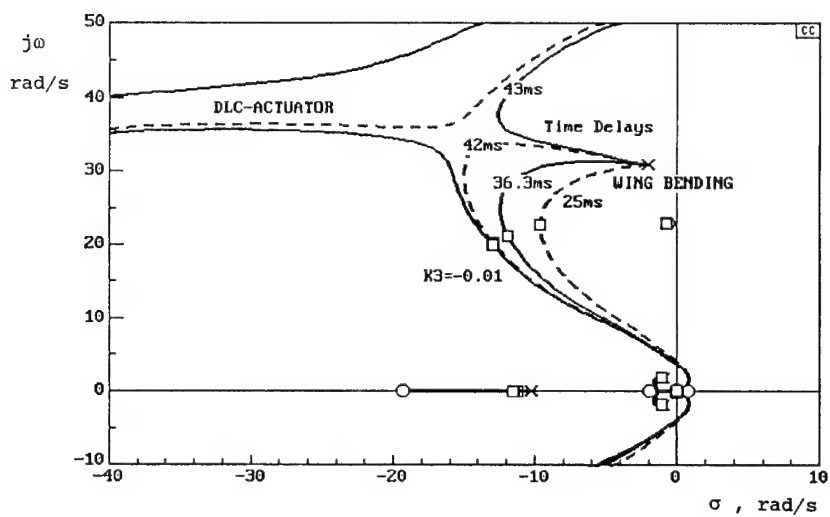 50
jω
rad/s
CC
40
43ms
DLC-ACTUATOR
Time Delays
42ms
30
36.3ms
WING BENDING
25ms
20
K3=-0.01
10
0
-10
-40
-30
-20
-10
0
10
σ , rad/s